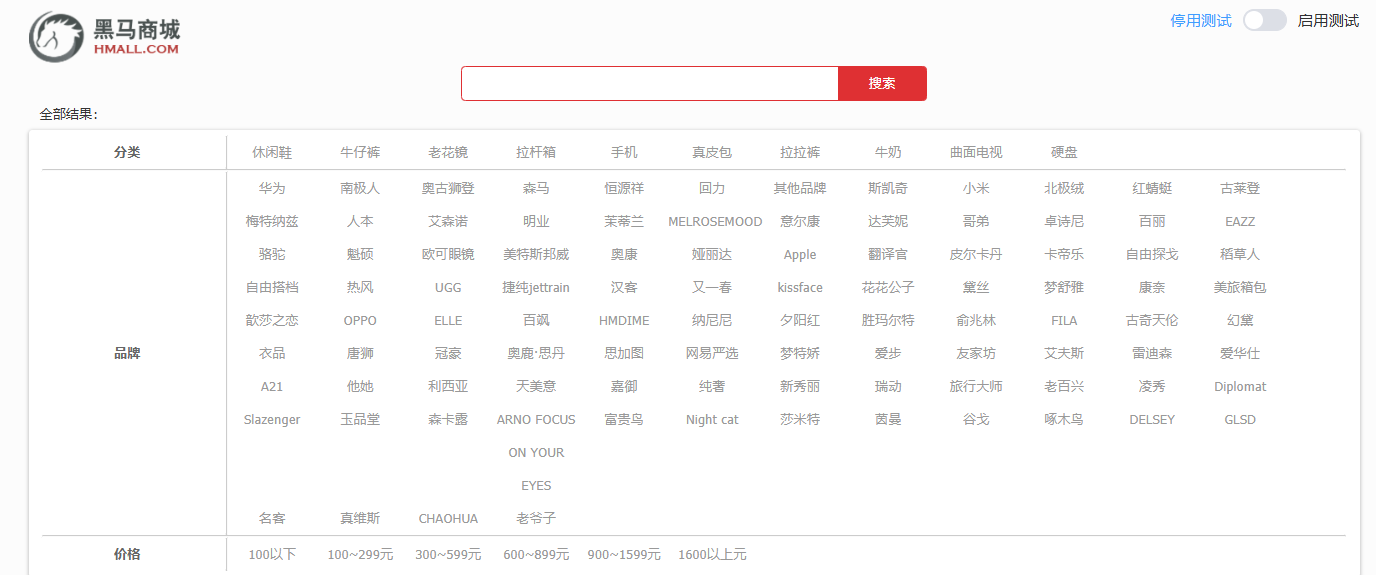 黑马商城
HMALL.COM
停用测试 启用测试
搜索
全部结果：
分类 休闲鞋 牛仔裤 老花镜 拉杆箱 手机 真皮包 拉拉裤 牛奶 曲面电视 硬盘
华为 南极人 奥古狮登 森马 恒源祥 回力 其他品牌 斯凯奇 小米 北极绒 红蜻蜓 古莱登
梅特纳兹 人本 艾森诺 明业 茉蒂兰 MELROSEMOOD 意尔康 达芙妮 哥弟 卓诗尼 百丽 EAZZ
骆驼 魁硕 欧可眼镜 美特斯邦威 奥康 娅丽达 Apple 翻译官 皮尔卡丹 卡帝乐 自由探戈 稻草人
自由搭档 热风 UGG 捷纯jettrain 汉客 又一春 kissface 花花公子 黛丝 梦舒雅 康奈 美旅箱包
歆莎之恋 OPPO ELLE 百飒 HMDIME 纳尼尼 夕阳红 胜玛尔特 俞兆林 FILA 古奇天伦 幻黛
品牌 衣品 唐狮 冠豪 奥鹿·思丹 思加图 网易严选 梦特娇 爱步 友家坊 艾夫斯 雷迪森 爱华仕
A21 他她 利西亚 天美意 嘉御 纯奢 新秀丽 瑞动 旅行大师 老百兴 凌秀 Diplomat
Slazenger 玉品堂 森卡露 ARNO FOCUS 富贵鸟 Night cat 莎米特 茵曼 谷戈 啄木鸟 DELSEY GLSD
ON YOUR
EYES
名客 真维斯 CHAOHUA 老爷子
价格 100以下 100~299元 300~599元 600~899元 900~1599元 1600以上元